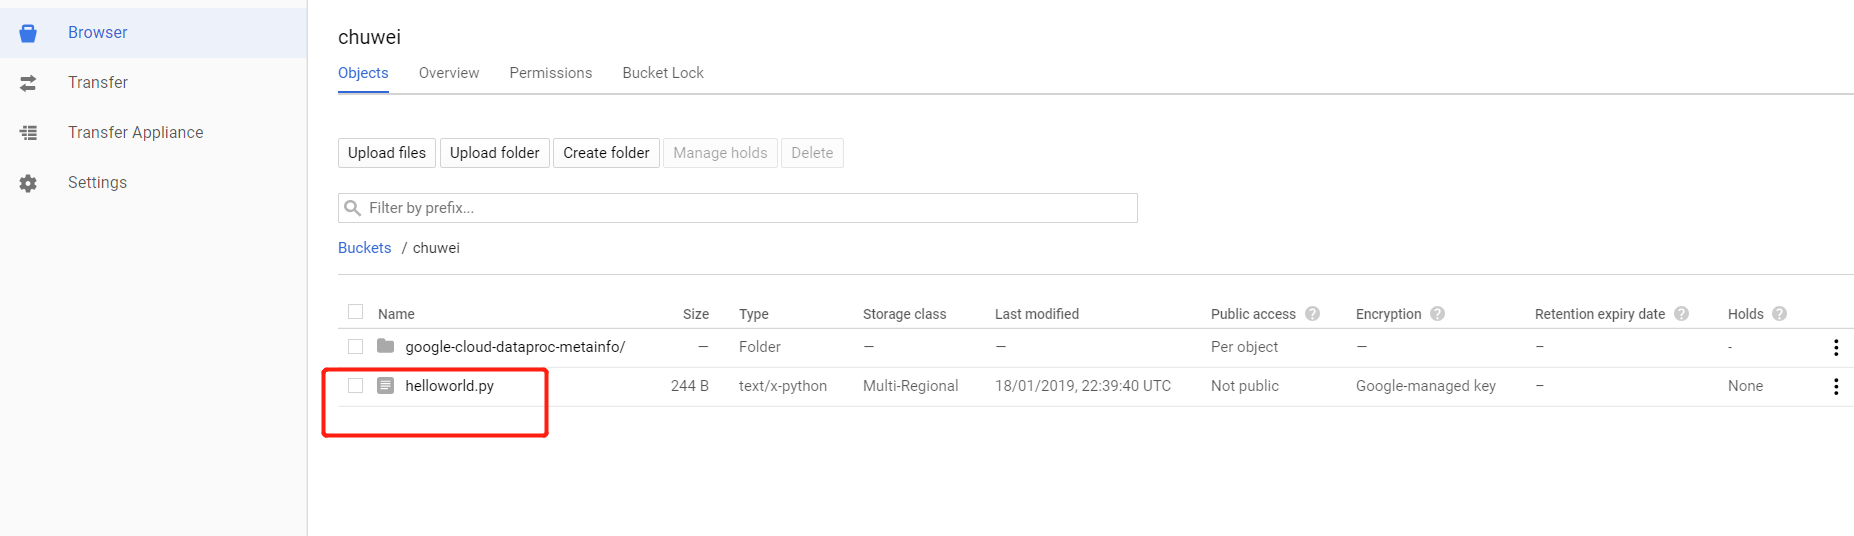 Browser
Transfer
Transfer Appliance
Settings
chuwei
Objects Overview Permissions Bucket Lock
Upload files Upload folder Create folder Manage holds Delete
Filter by prefix...
Buckets / chuwei
Name Size Type Storage class Last modified Public access Encryption Retention expiry date Holds
google-cloud-dataproc-metainfo/ — Folder — — Per object — – -
helloworld.py 244 B text/x-python Multi-Regional 18/01/2019, 22:39:40 UTC Not public Google-managed key – None